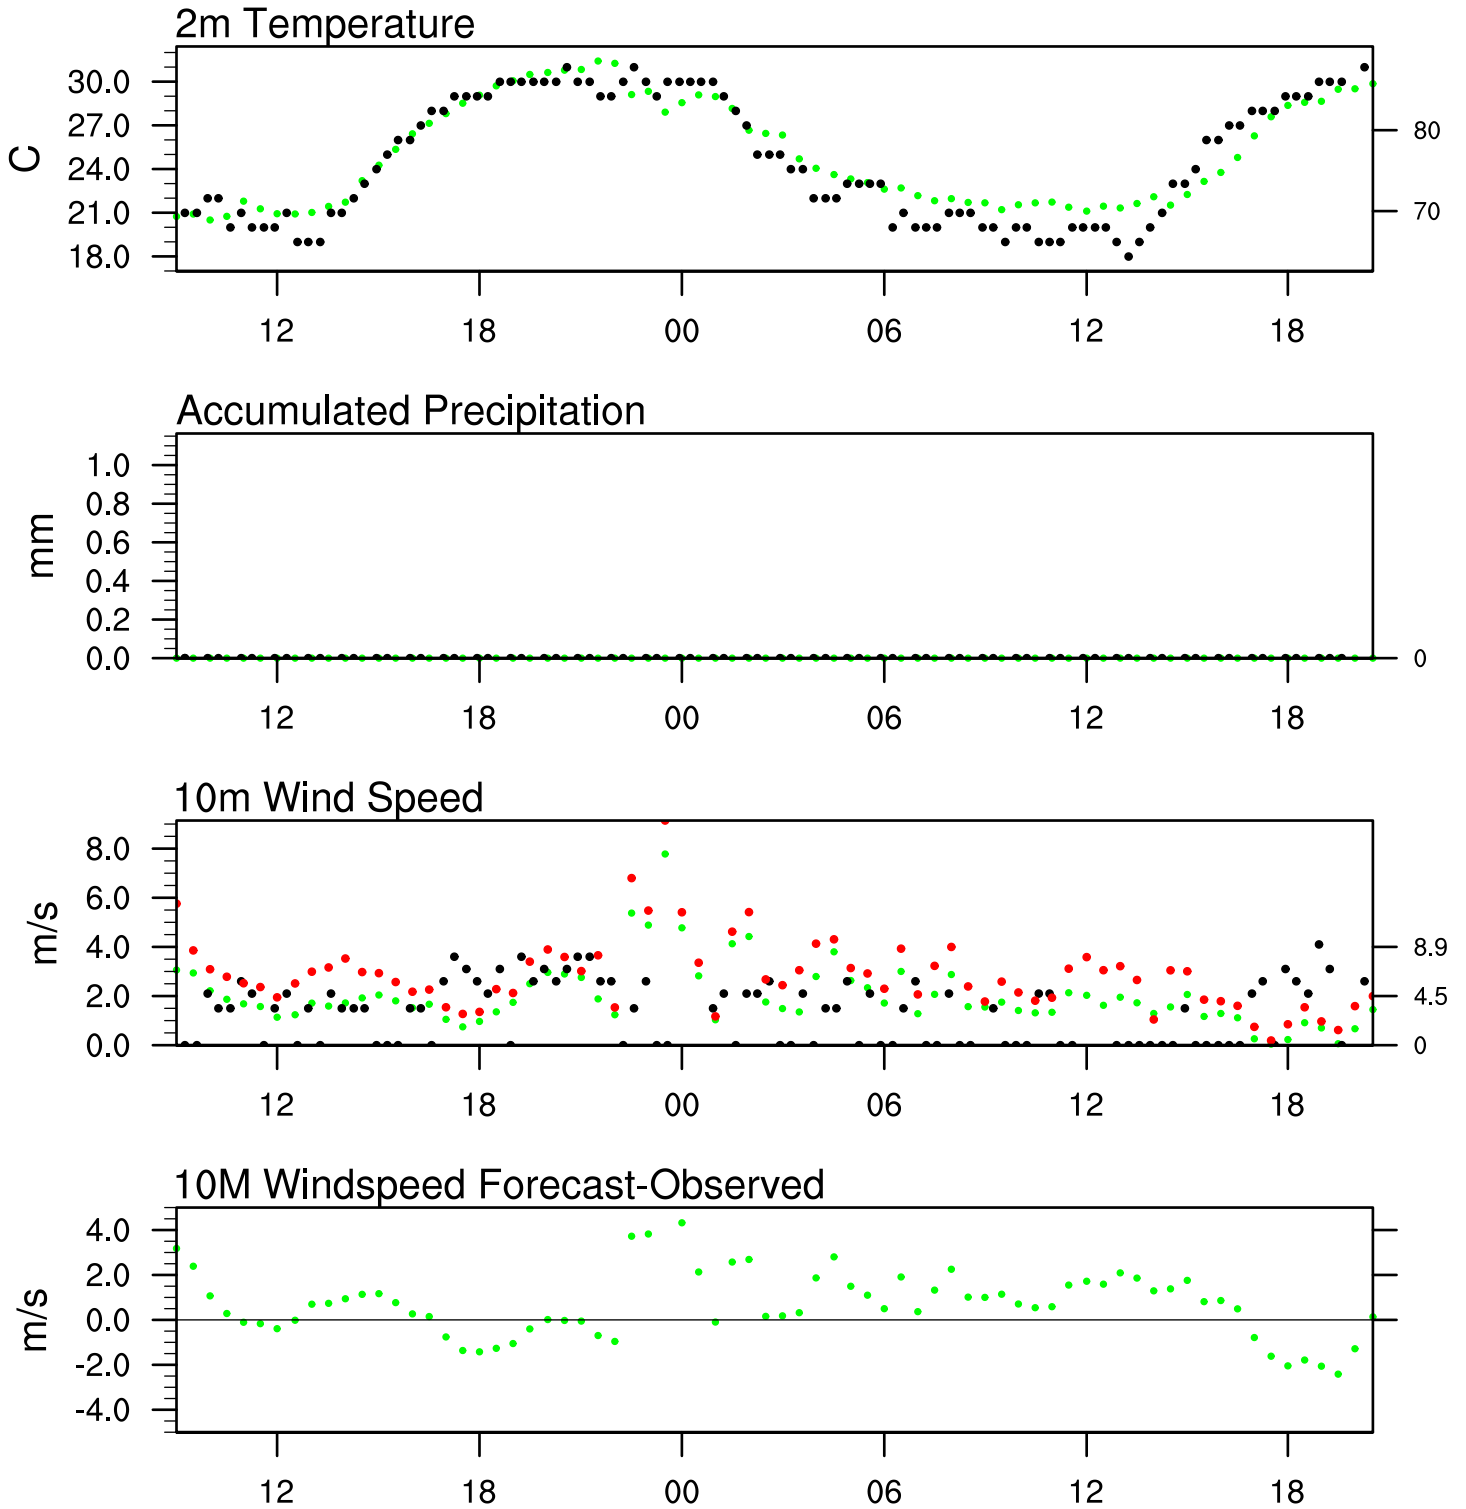 2m Temperature
30.0
27.0
24.0
21.0
18.0
C
80
70
12 18 00 06 12 18
Accumulated Precipitation
1.0
0.8
0.6
0.4
0.2
0.0
mm
0
12 18 00 06 12 18
10m Wind Speed
8.0
6.0
4.0
2.0
0.0
m/s
8.9
4.5
0
12 18 00 06 12 18
10M Windspeed Forecast-Observed
4.0
2.0
0.0
-2.0
-4.0
m/s
12 18 00 06 12 18